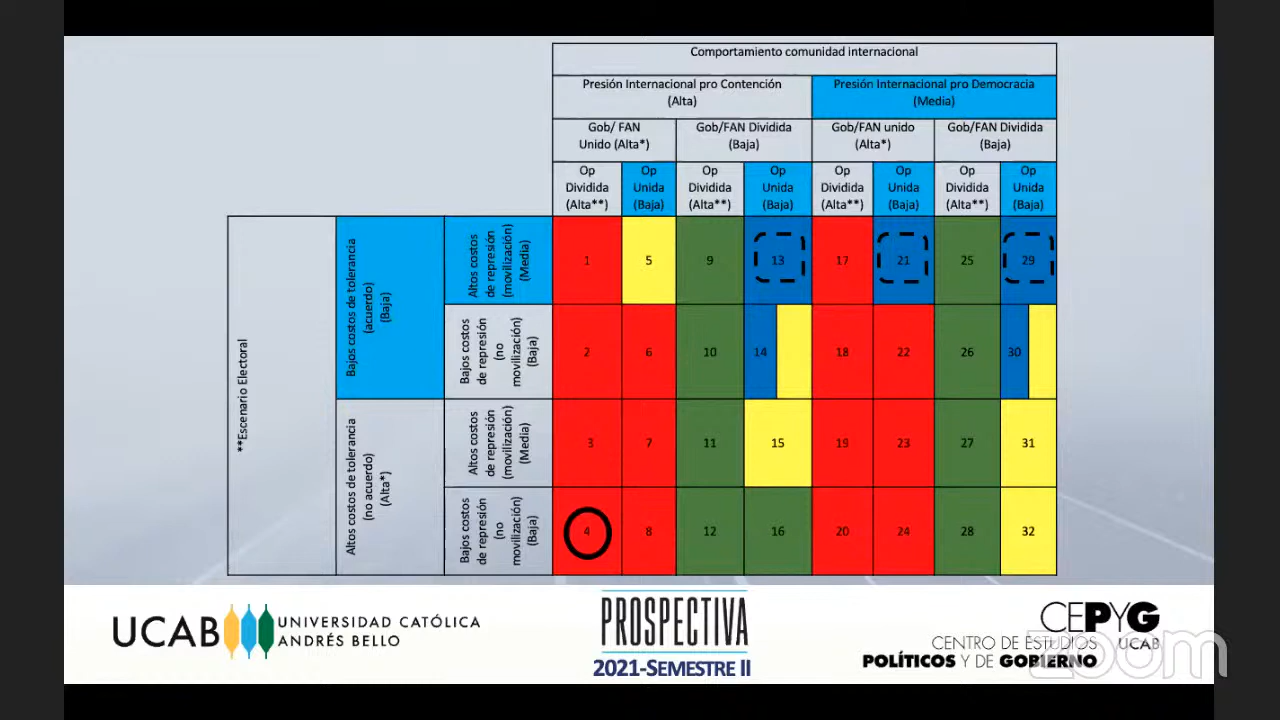 Comportamiento comunidad internacional
Presión Internacional pro Contención
(Alta)
Presión Internacional pro Democracia
(Media)
Gob/ FAN
Unido (Alta*)
Gob/FAN Dividida
(Baja)
Gob/FAN unido
(Alta*)
Gob/FAN Dividida
(Baja)
Op
Dividida
(Alta**)
Op
Unida
(Baja)
Op
Dividida
(Alta**)
Op
Unida
(Baja)
Op
Dividida
(Alta**)
Op
Unida
(Baja)
Op
Dividida
(Alta**)
Op
Unida
(Baja)
**Escenario Electoral
Bajos costos de tolerancia
(acuerdo)
(Baja)
Altos costos
de represión
(movilización)
(Media)
1
5
9
13
17
21
25
29
Bajos costos
de represión
(no
movilización)
(Baja)
2
6
10
14
18
22
26
30
Altos costos de tolerancia
(no acuerdo)
(Alta*)
Altos costos
de represión
(movilización)
(Media)
3
7
11
15
19
23
27
31
Bajos costos
de represión
(no
movilización)
(Baja)
4
8
12
16
20
24
28
32
UCAB
UNIVERSIDAD CATÓLICA
ANDRÉS BELLO
PROSPECTIVA
2021-SEMESTRE II
CEPYG
CENTRO DE ESTUDIOS UCAB
POLÍTICOS Y DE GOBIERNO
zoom